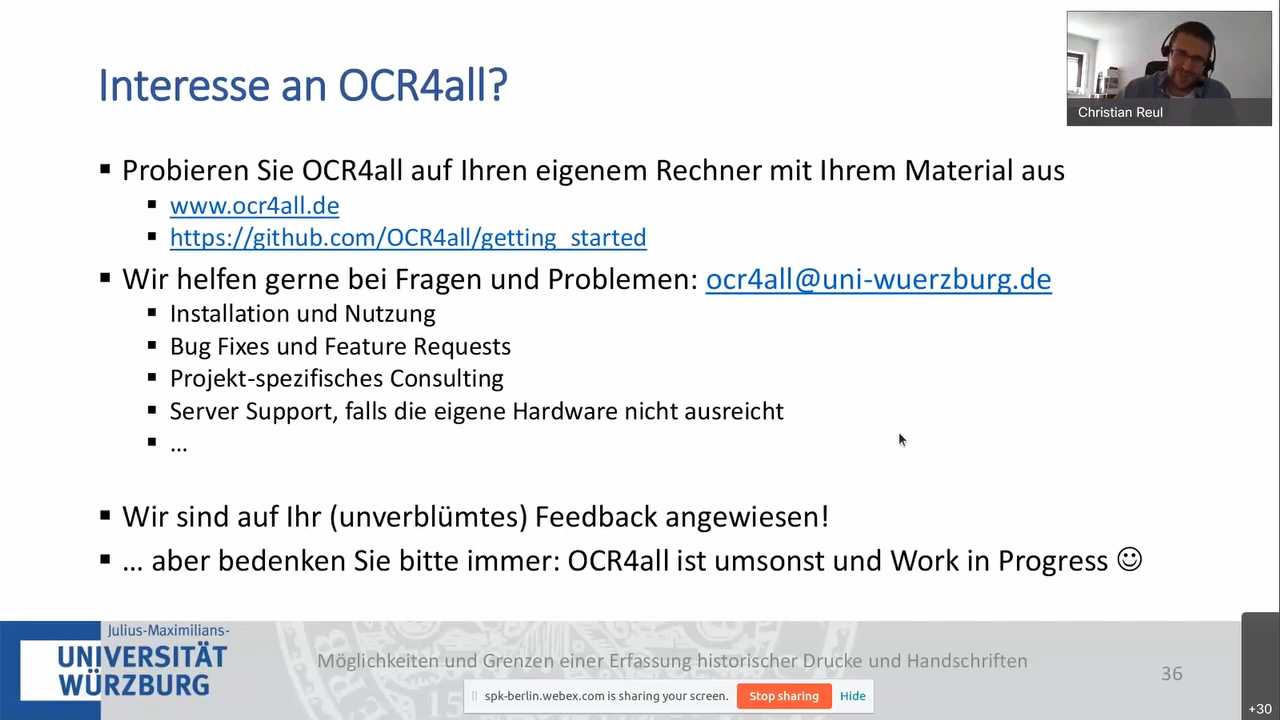 Interesse an OCR4all?
Christian Reul
▪ Probieren Sie OCR4all auf Ihren eigenem Rechner mit Ihrem Material aus
▪ www.ocr4all.de
▪ https://github.com/OCR4all/getting_started
▪ Wir helfen gerne bei Fragen und Problemen: ocr4all@uni-wuerzburg.de
▪ Installation und Nutzung
▪ Bug Fixes und Feature Requests
▪ Projekt-spezifisches Consulting
▪ Server Support, falls die eigene Hardware nicht ausreicht
▪ ...
▪ Wir sind auf Ihr (unverblümtes) Feedback angewiesen!
▪ ... aber bedenken Sie bitte immer: OCR4all ist umsonst und Work in Progress ☺
Julius-Maximilians-
UNIVERSITÄT
WÜRZBURG
Möglichkeiten und Grenzen einer Erfassung historischer Drucke und Handschriften
36
spk-berlin.webex.com is sharing your screen. Stop sharing Hide
+30